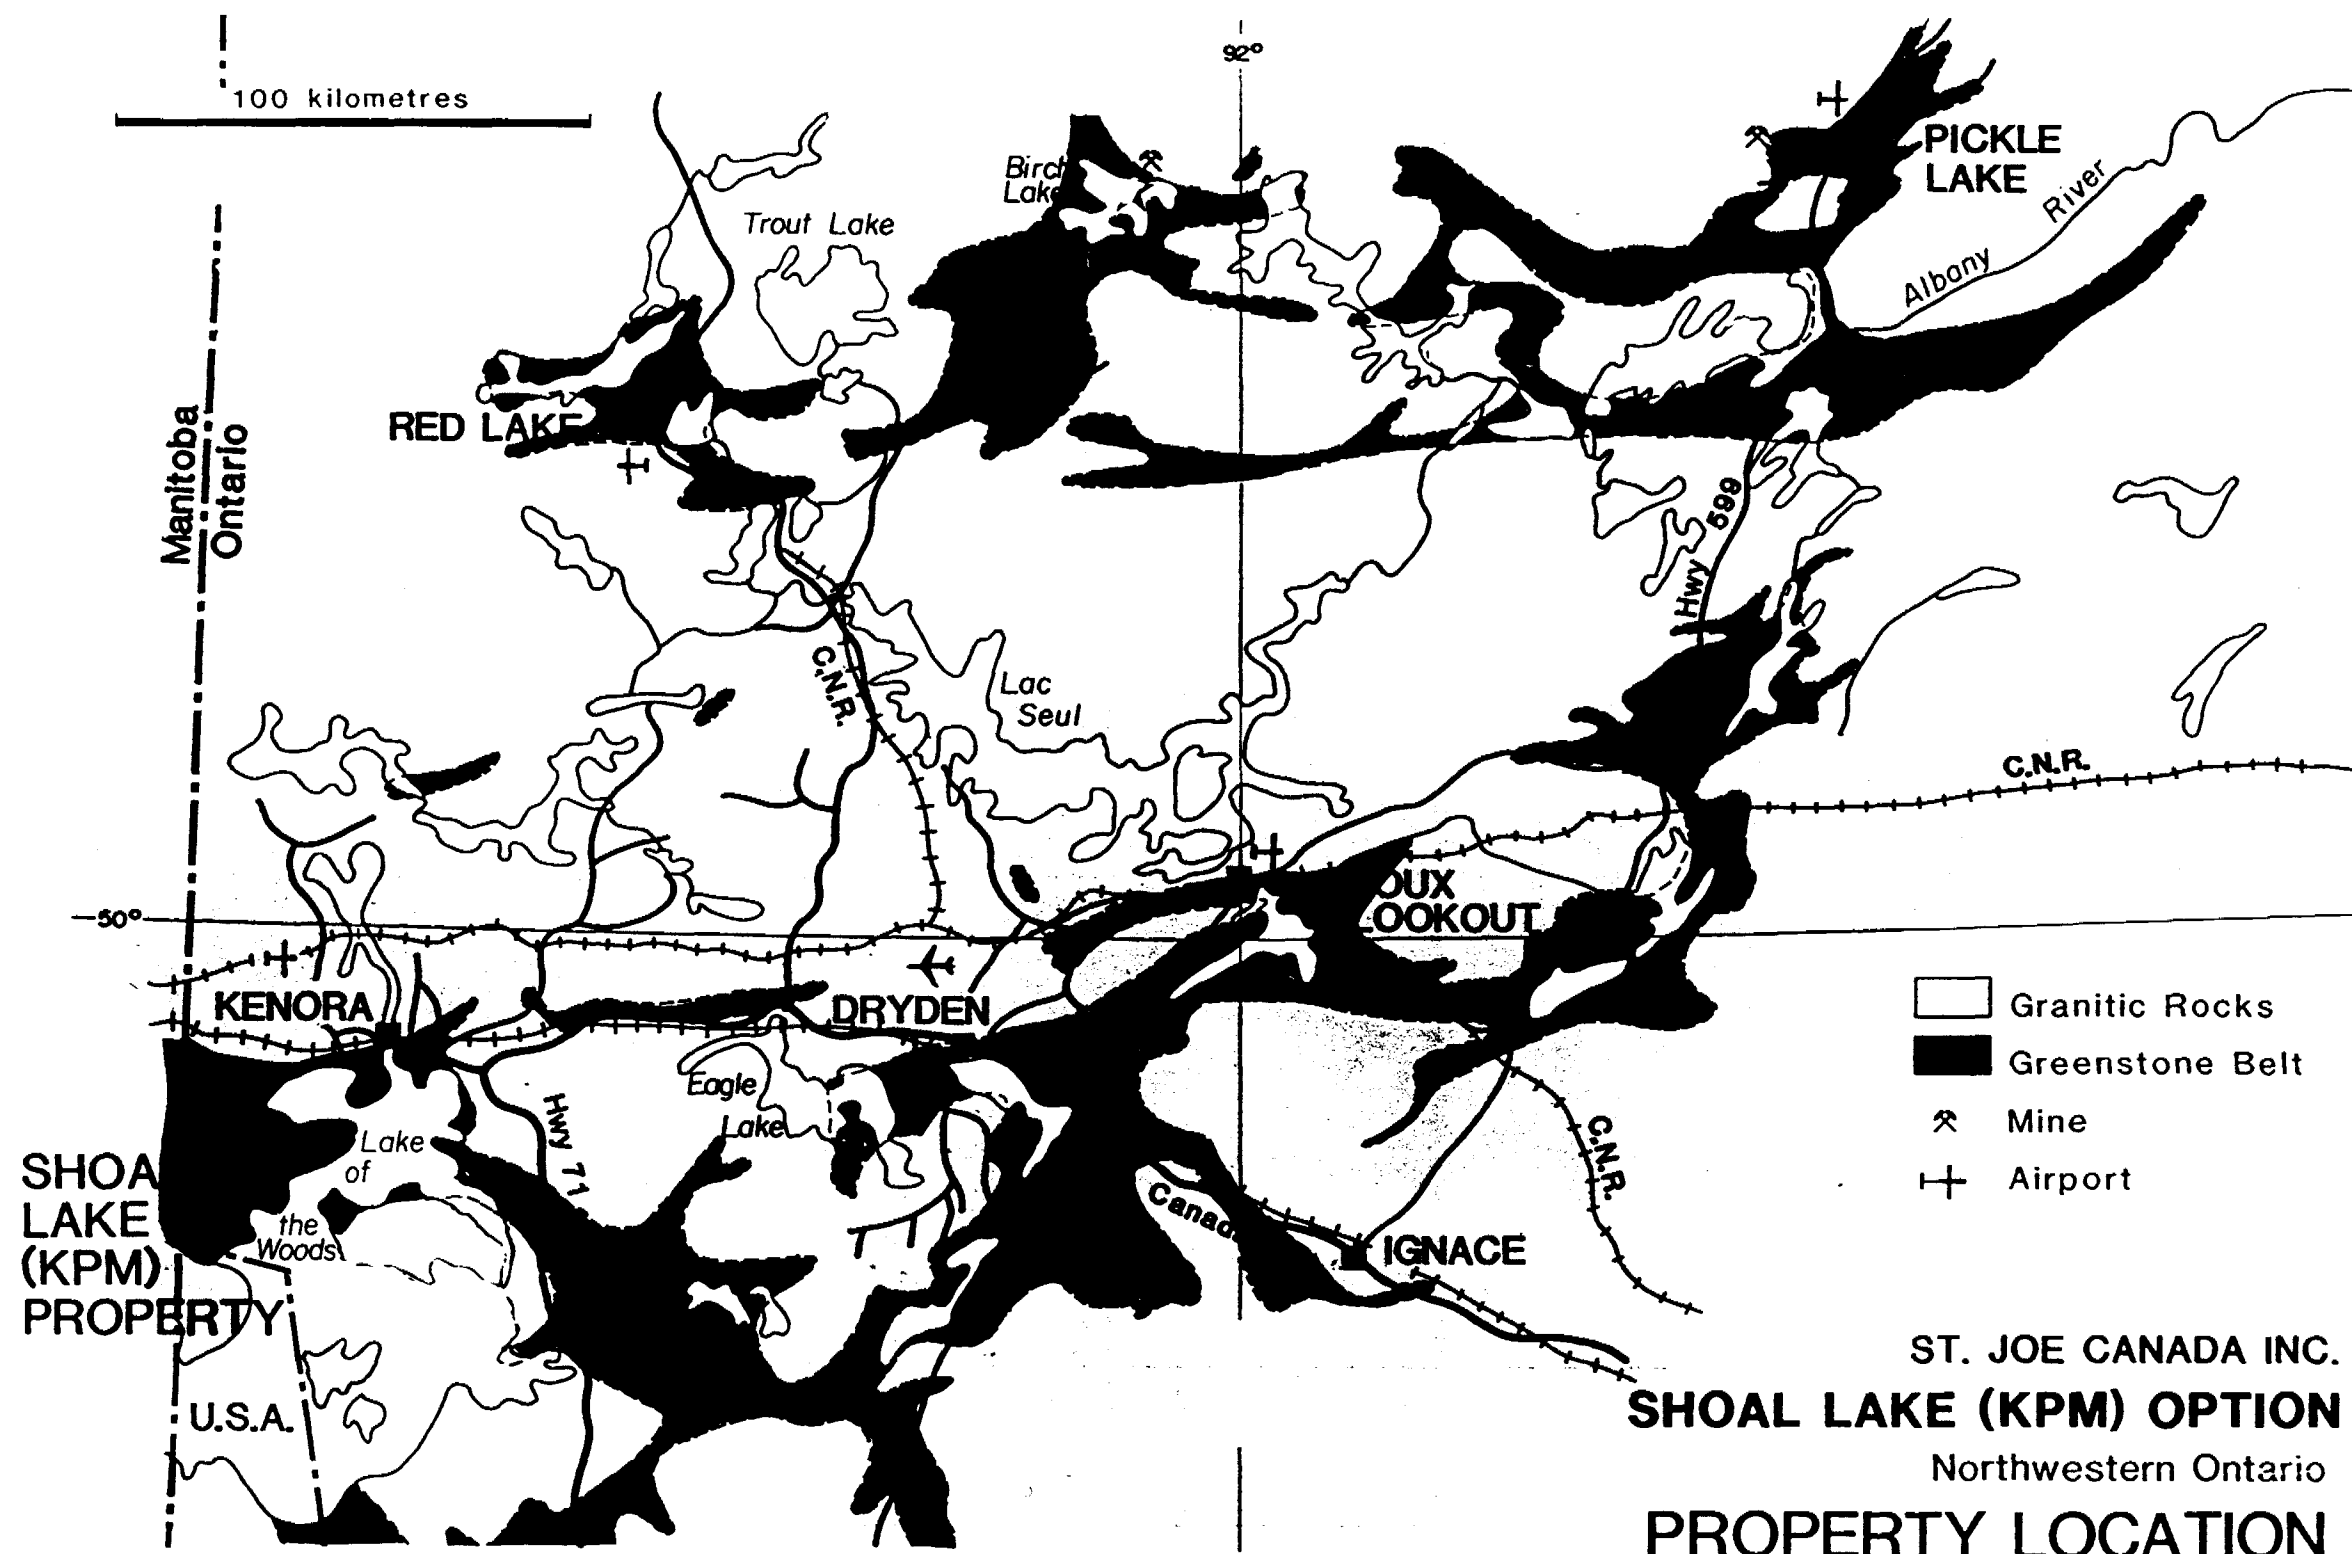 92°
100 kilometres
PICKLE
LAKE
Birch
Lake
Trout Lake
River
Albany
RED LAKE
Manitoba
Ontario
Hwy 599
C.N.R.
Lac
Seul
C.N.R.
OUX
LOOKOUT
50°
KENORA
DRYDEN
Granitic Rocks
Greenstone Belt
Mine
Airport
Eagle
Lake
Hwy 71
Lake
of
the
Woods
C.N.R.
SHOA
LAKE
(KPM)
PROPERTY
Canad
IGNACE
U.S.A.
ST. JOE CANADA INC.
SHOAL LAKE (KPM) OPTION
Northwestern Ontario
PROPERTY LOCATION